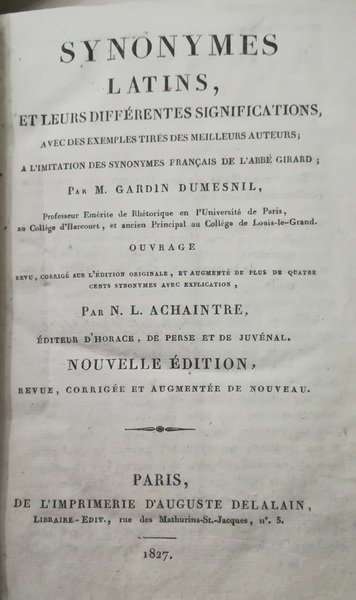 SYNONYMES
LATINS,
ET LEURS DIFFÉRENTES SIGNIFICATIONS,
AVEC DES EXEMPLES TIRÉS DES MEILLEURS AUTEURS;
A L'IMITATION DES SYNONYMES FRANÇAIS DE L'ABBÉ GIRARD;
PAR M. GARDIN DUMESNIL,
Professeur Emérite de Rhétorique en l'Université de Paris,
au Collège d'Harcourt, et ancien Principal au Collége de Louis-le-Grand.
OUVRAGE
REVU, CORRIGÉ SUR L'ÉDITION ORIGINALE, ET AUGMENTÉ DE PLUS DE QUATRE
CENTS SYNONYMES AVEC EXPLICATION,
PAR N. L. ACHAINTRE,
ÉDITEUR D'HORACE, DE PERSE ET DE JUVÉNAL.
NOUVELLE ÉDITION,
REVUE, CORRIGÉE ET AUGMENTÉE DE NOUVEAU.
PARIS,
DE L'IMPRIMERIE D'AUGUSTE DELALAIN,
LIBRAIRE-EDIT., rue des Mathurins-St.-Jacques, n°. 5.
1827.